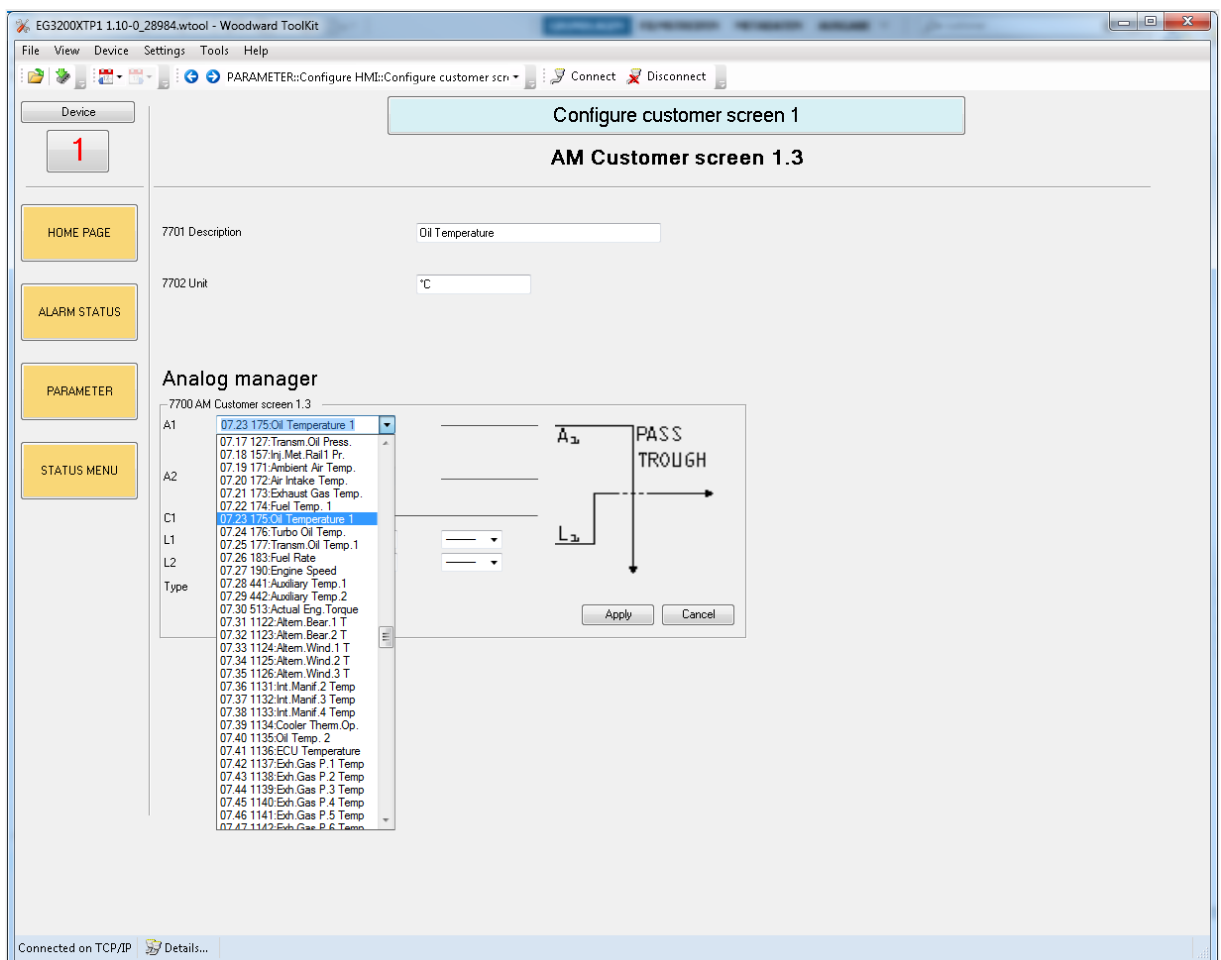 EG3200XTP1 1.10-0_28984.wtool - Woodward ToolKit
File View Device Settings Tools Help
PARAMETER::Configure HMI::Configure customer scr Connect Disconnect
Device
1
HOME PAGE
ALARM STATUS
PARAMETER
STATUS MENU
Configure customer screen 1
AM Customer screen 1.3
7701 Description Oil Temperature
7702 Unit °C
Analog manager
7700 AM Customer screen 1.3
A1 07.23 175:Oil Temperature 1
07.17 127:Transm.Oil Press.
07.18 157:Inj.Met.Rail1 Pr.
07.19 171:Ambient Air Temp.
07.20 172:Air Intake Temp.
07.21 173:Exhaust Gas Temp.
07.22 174:Fuel Temp. 1
07.23 175:Oil Temperature 1
07.24 176:Turbo Oil Temp.
07.25 177:Transm.Oil Temp.1
07.26 183:Fuel Rate
07.27 190:Engine Speed
07.28 441:Auxiliary Temp.1
07.29 442:Auxiliary Temp.2
07.30 513:Actual Eng.Torque
07.31 1122:Altern.Bear.1 T
07.32 1123:Altern.Bear.2 T
07.33 1124:Altern.Wind.1 T
07.34 1125:Altern.Wind.2 T
07.35 1126:Altern.Wind.3 T
07.36 1131:Int.Manif.2 Temp
07.37 1132:Int.Manif.3 Temp
07.38 1133:Int.Manif.4 Temp
07.39 1134:Cooler Therm.Op.
07.40 1135:Oil Temp. 2
07.41 1136:ECU Temperature
07.42 1137:Exh.Gas P.1 Temp
07.43 1138:Exh.Gas P.2 Temp
07.44 1139:Exh.Gas P.3 Temp
07.45 1140:Exh.Gas P.4 Temp
07.46 1141:Exh.Gas P.5 Temp
07.47 1142:Exh.Gas P.6 Temp
A2
C1
L1
L2
Type
A1
PASS
TROUGH
L1
Apply Cancel
Connected on TCP/IP Details...